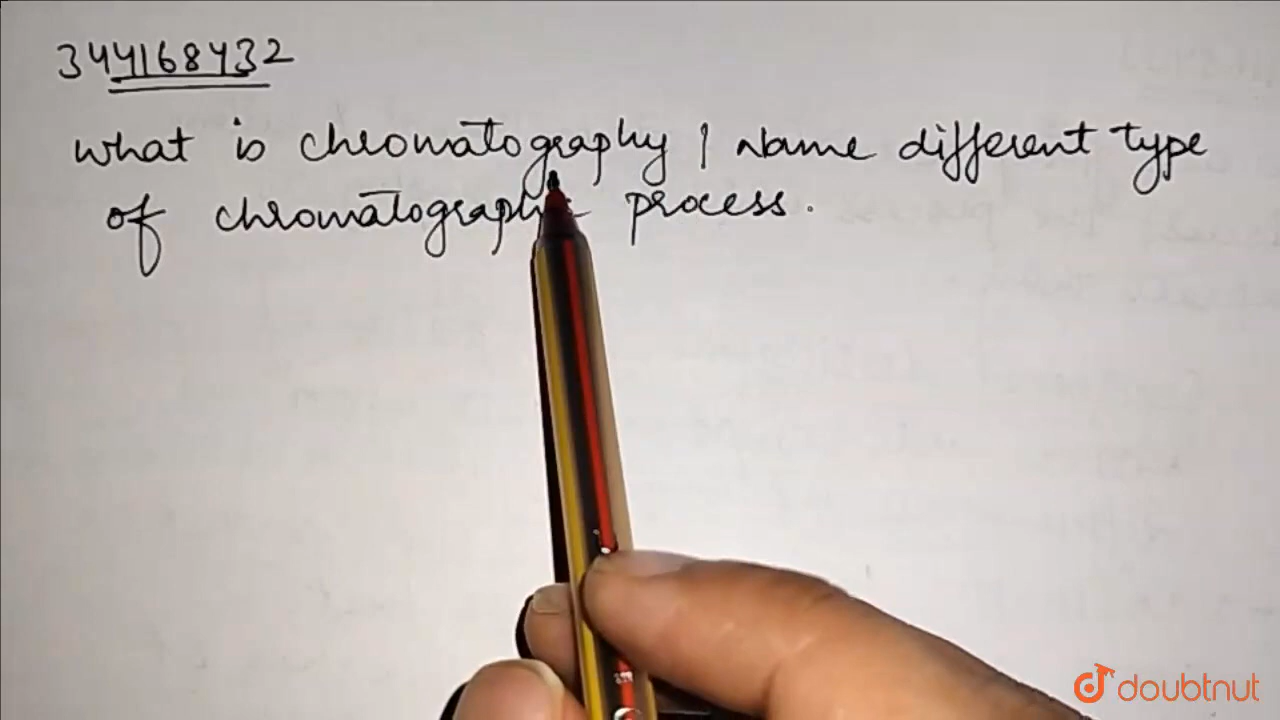 344168432
what is chromatography | Name different type
of chromatographic process.
doubtnut